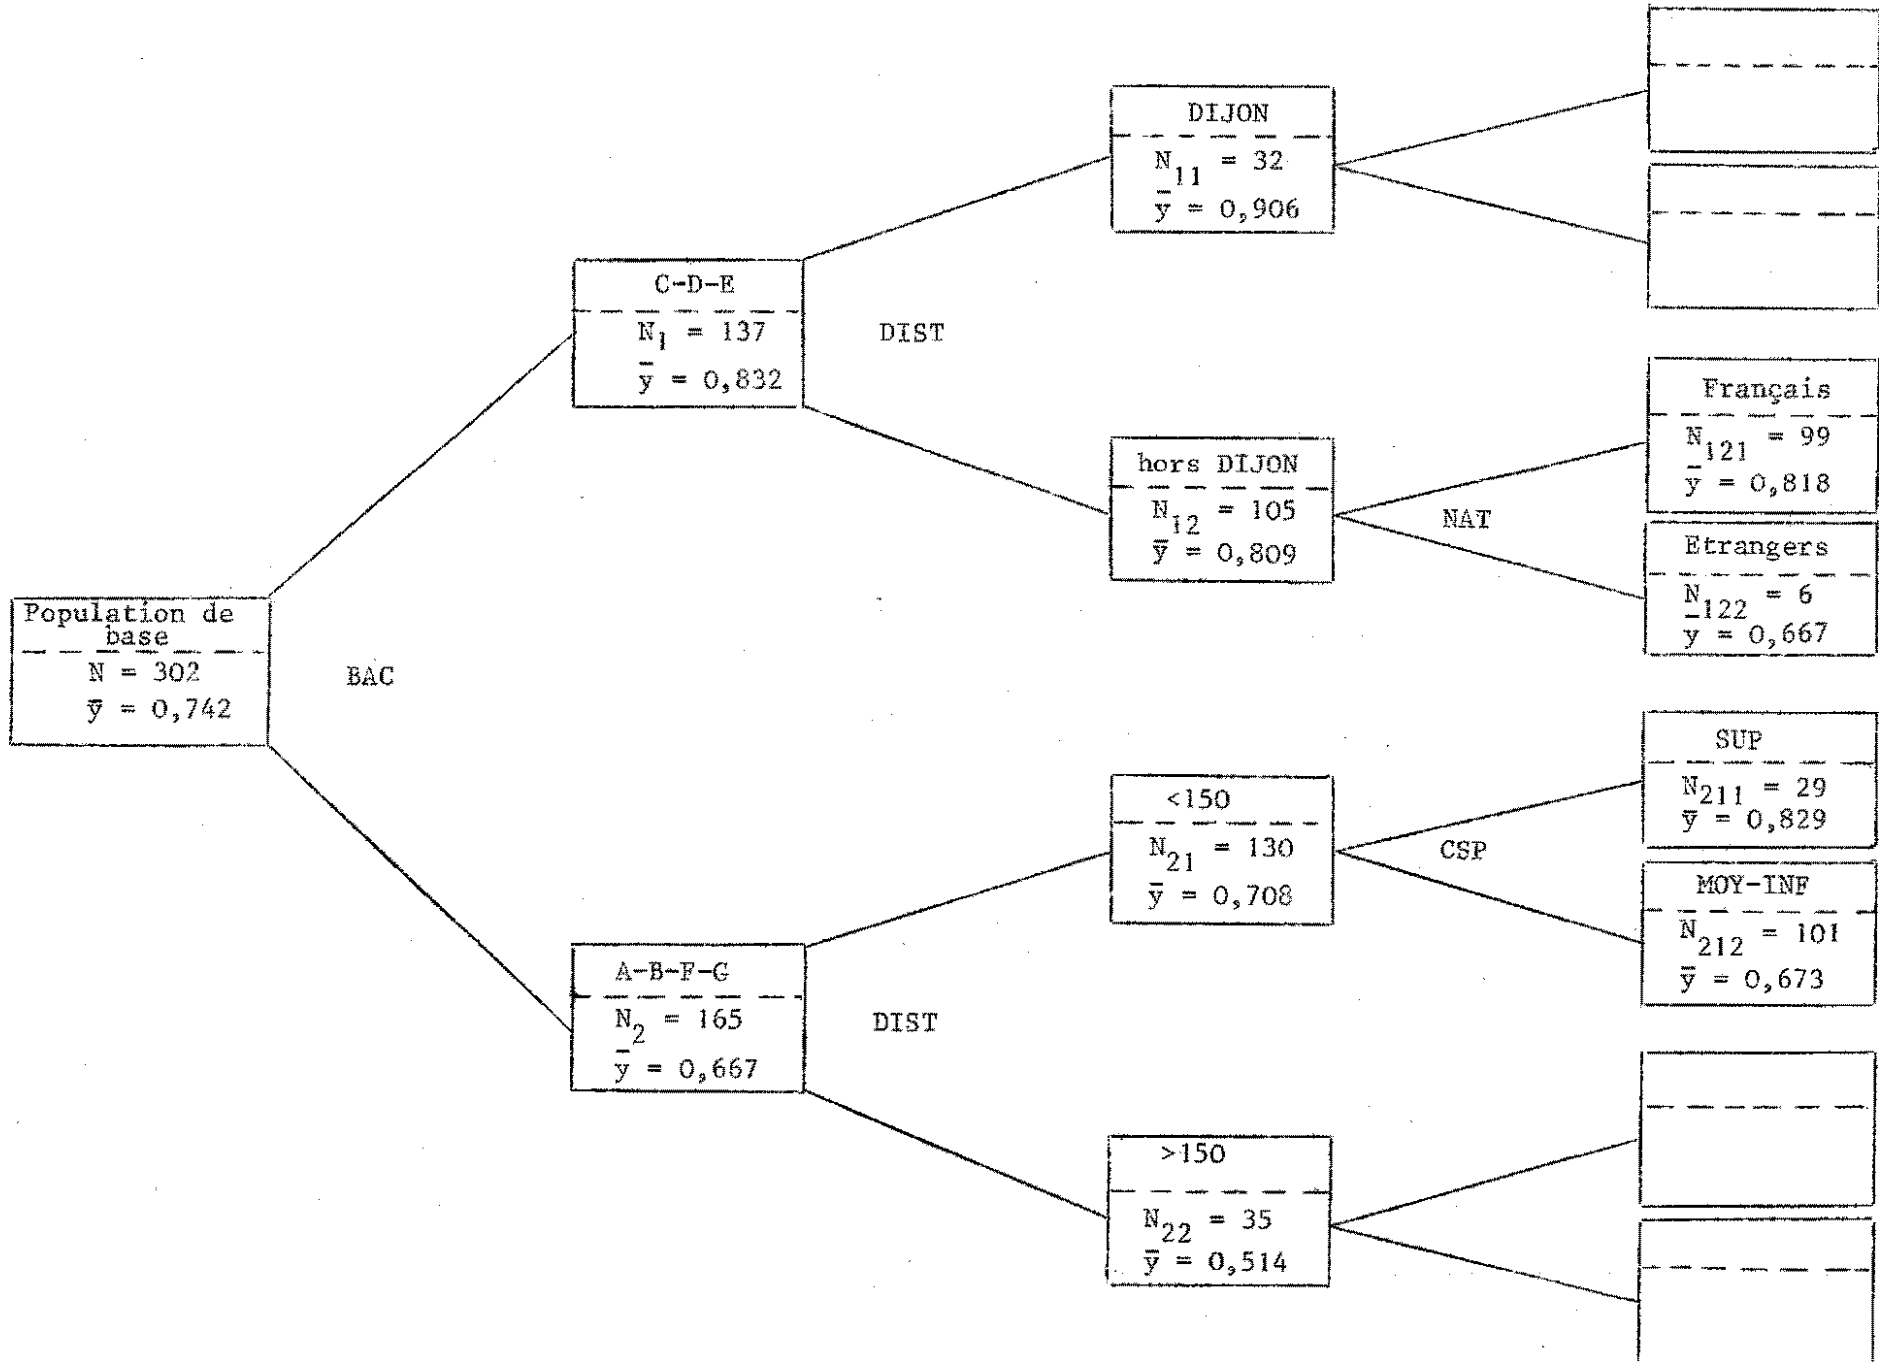 Population de
base
N = 302
ȳ = 0,742
BAC
C-D-E
N₁ = 137
ȳ = 0,832
DIST
A-B-F-G
N₂ = 165
ȳ = 0,667
DIST
DIJON
N₁₁ = 32
ȳ = 0,906
hors DIJON
N₁₂ = 105
ȳ = 0,809
NAT
<150
N₂₁ = 130
ȳ = 0,708
CSP
>150
N₂₂ = 35
ȳ = 0,514
Français
N₁₂₁ = 99
ȳ = 0,818
Etrangers
N₁₂₂ = 6
ȳ = 0,667
SUP
N₂₁₁ = 29
ȳ = 0,829
MOY-INF
N₂₁₂ = 101
ȳ = 0,673